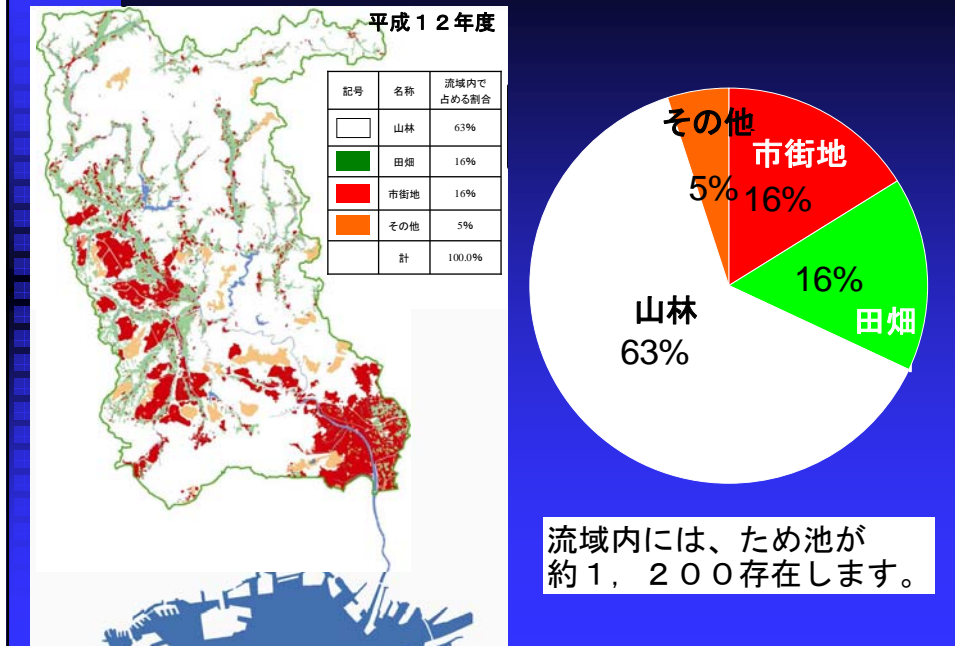 平成１２年度
記号 名称 流域内で
占める割合
山林 63%
田畑 16%
市街地 16%
その他 5%
計 100.0%
その他
5%
市街地
16%
16%
田畑
山林
63%
流域内には、ため池が
約１，２００存在します。